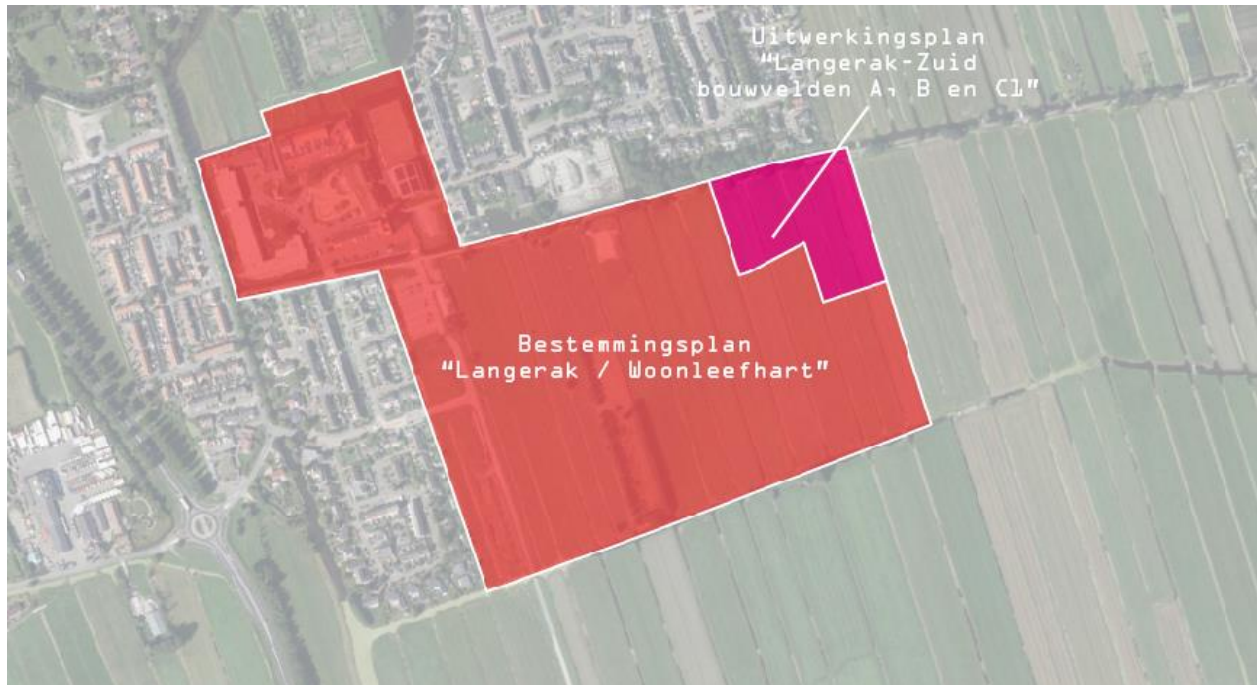 Uitwerkingsplan
“Langerak-Zuid
bouwvelden A, B en C1”
Bestemmingsplan
“Langerak / Woonleefhart”